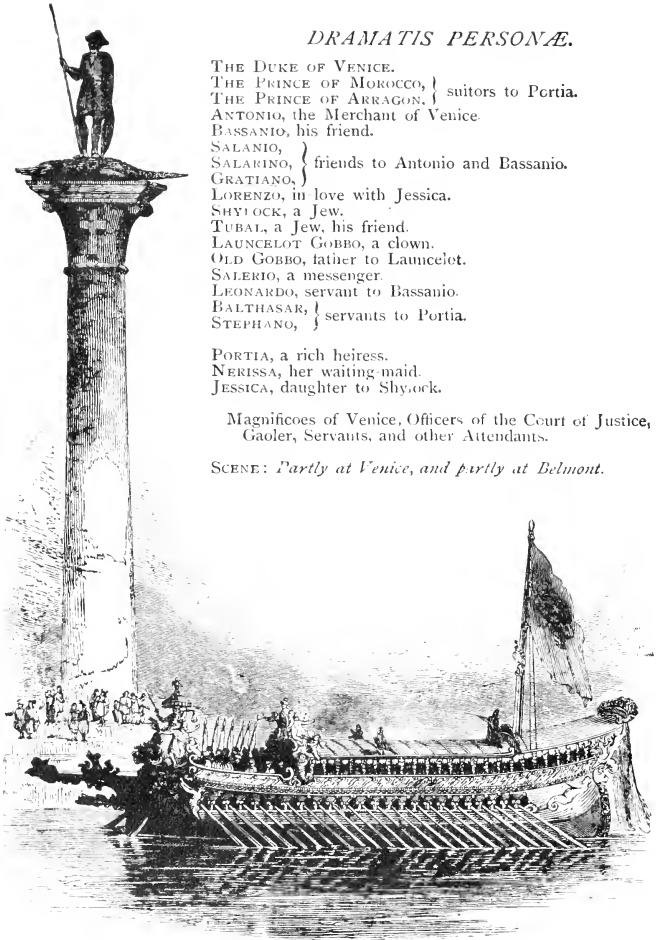 DRAMATIS PERSONÆ.
THE DUKE OF VENICE.
THE PRINCE OF MOROCCO, } suitors to Portia.
THE PRINCE OF ARRAGON, }
ANTONIO, the Merchant of Venice.
BASSANIO, his friend.
SALANIO, }
SALARINO, } friends to Antonio and Bassanio.
GRATIANO, }
LORENZO, in love with Jessica.
SHYLOCK, a Jew.
TUBAL, a Jew, his friend.
LAUNCELOT GOBBO, a clown.
OLD GOBBO, father to Launcelot.
SALERIO, a messenger.
LEONARDO, servant to Bassanio.
BALTHASAR, } servants to Portia.
STEPHANO, }
PORTIA, a rich heiress.
NERISSA, her waiting-maid.
JESSICA, daughter to Shylock.
Magnificoes of Venice, Officers of the Court of Justice,
Gaoler, Servants, and other Attendants.
SCENE: Partly at Venice, and partly at Belmont.